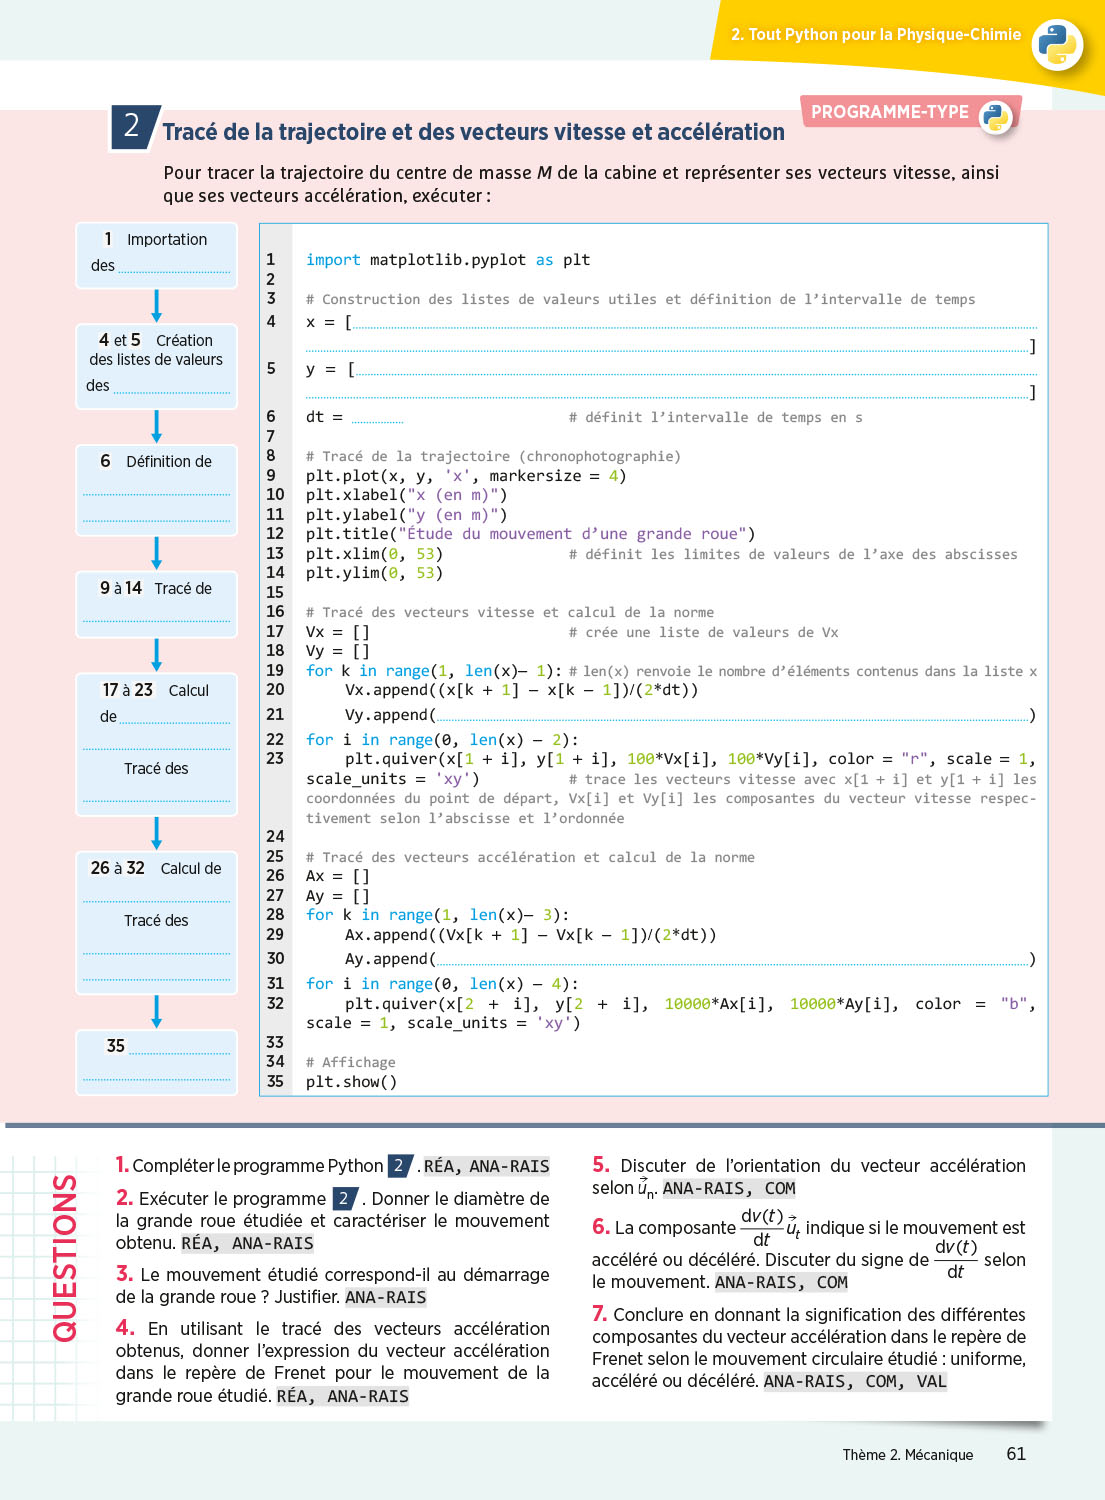 2. Tout Python pour la Physique-Chimie
PROGRAMME-TYPE
2 Tracé de la trajectoire et des vecteurs vitesse et accélération
Pour tracer la trajectoire du centre de masse M de la cabine et représenter ses vecteurs vitesse, ainsi
que ses vecteurs accélération, exécuter :
1 Importation
des
4 et 5 Création
des listes de valeurs
des
6 Définition de
9 à 14 Tracé de
17 à 23 Calcul
de
Tracé des
26 à 32 Calcul de
Tracé des
35
1 import matplotlib.pyplot as plt
2
3 # Construction des listes de valeurs utiles et définition de l’intervalle de temps
4 x = [
]
5 y = [
]
6 dt = # définit l’intervalle de temps en s
7
8 # Tracé de la trajectoire (chronophotographie)
9 plt.plot(x, y, 'x', markersize = 4)
10 plt.xlabel("x (en m)")
11 plt.ylabel("y (en m)")
12 plt.title("Étude du mouvement d’une grande roue")
13 plt.xlim(0, 53) # définit les limites de valeurs de l’axe des abscisses
14 plt.ylim(0, 53)
15
16 # Tracé des vecteurs vitesse et calcul de la norme
17 Vx = [] # crée une liste de valeurs de Vx
18 Vy = []
19 for k in range(1, len(x)– 1): # len(x) renvoie le nombre d’éléments contenus dans la liste x
20 Vx.append((x[k + 1] – x[k – 1])/(2*dt))
21 Vy.append( )
22 for i in range(0, len(x) – 2):
23 plt.quiver(x[1 + i], y[1 + i], 100*Vx[i], 100*Vy[i], color = "r", scale = 1,
scale_units = 'xy') # trace les vecteurs vitesse avec x[1 + i] et y[1 + i] les
coordonnées du point de départ, Vx[i] et Vy[i] les composantes du vecteur vitesse respec-
tivement selon l’abscisse et l’ordonnée
24
25 # Tracé des vecteurs accélération et calcul de la norme
26 Ax = []
27 Ay = []
28 for k in range(1, len(x)– 3):
29 Ax.append((Vx[k + 1] – Vx[k – 1])/(2*dt))
30 Ay.append( )
31 for i in range(0, len(x) – 4):
32 plt.quiver(x[2 + i], y[2 + i], 10000*Ax[i], 10000*Ay[i], color = "b",
scale = 1, scale_units = 'xy')
33
34 # Affichage
35 plt.show()
QUESTIONS
1. Compléter le programme Python 2 . RÉA, ANA-RAIS
2. Exécuter le programme 2 . Donner le diamètre de
la grande roue étudiée et caractériser le mouvement
obtenu. RÉA, ANA-RAIS
3. Le mouvement étudié correspond-il au démarrage
de la grande roue ? Justifier. ANA-RAIS
4. En utilisant le tracé des vecteurs accélération
obtenus, donner l’expression du vecteur accélération
dans le repère de Frenet pour le mouvement de la
grande roue étudié. RÉA, ANA-RAIS
5. Discuter de l’orientation du vecteur accélération
selon u⃗n. ANA-RAIS, COM
6. La composante dv(t)/dt u⃗t indique si le mouvement est
accéléré ou décéléré. Discuter du signe de dv(t)/dt selon
le mouvement. ANA-RAIS, COM
7. Conclure en donnant la signification des différentes
composantes du vecteur accélération dans le repère de
Frenet selon le mouvement circulaire étudié : uniforme,
accéléré ou décéléré. ANA-RAIS, COM, VAL
Thème 2. Mécanique 61